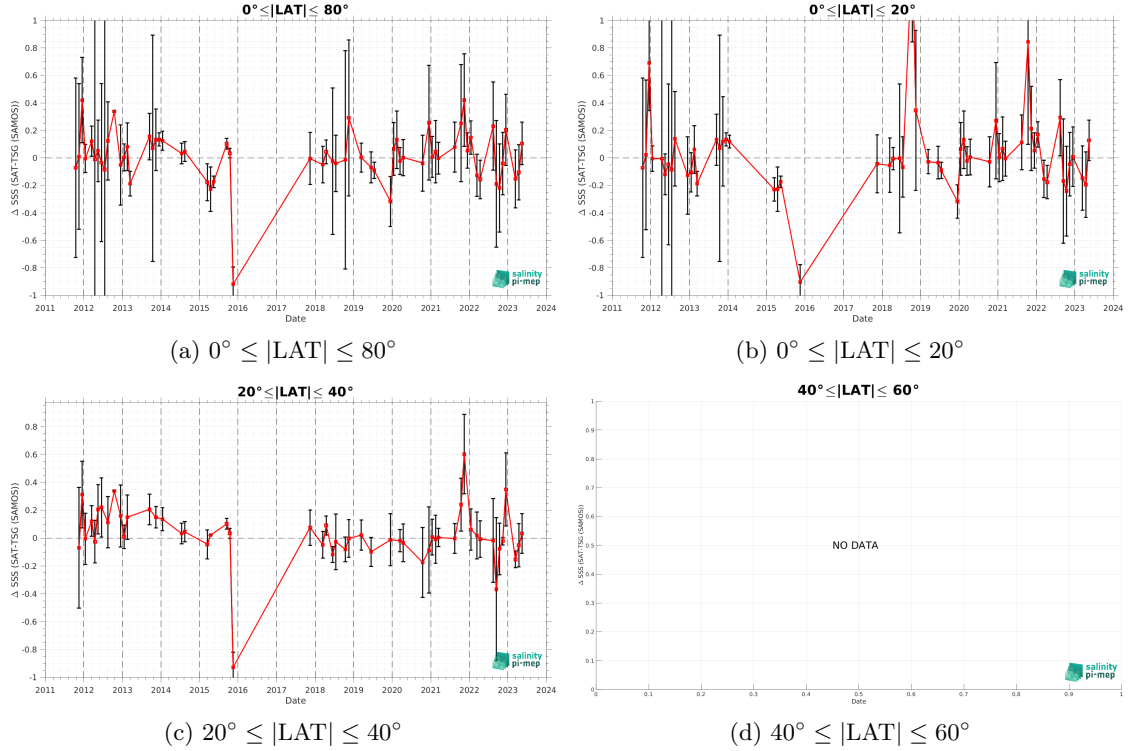 0°≤|LAT|≤ 80°
Δ SSS (SAT-TSG (SAMOS))
1
0.8
0.6
0.4
0.2
0
-0.2
-0.4
-0.6
-0.8
-1
2011 2012 2013 2014 2015 2016 2017 2018 2019 2020 2021 2022 2023 2024
Date
salinity
pi-mep
(a) 0° ≤ |LAT| ≤ 80°
0°≤|LAT|≤ 20°
Δ SSS (SAT-TSG (SAMOS))
1
0.8
0.6
0.4
0.2
0
-0.2
-0.4
-0.6
-0.8
-1
2011 2012 2013 2014 2015 2016 2017 2018 2019 2020 2021 2022 2023 2024
Date
salinity
pi-mep
(b) 0° ≤ |LAT| ≤ 20°
20°≤|LAT|≤ 40°
Δ SSS (SAT-TSG (SAMOS))
0.8
0.6
0.4
0.2
0
-0.2
-0.4
-0.6
-0.8
-1
2011 2012 2013 2014 2015 2016 2017 2018 2019 2020 2021 2022 2023 2024
Date
salinity
pi-mep
(c) 20° ≤ |LAT| ≤ 40°
40°≤|LAT|≤ 60°
Δ SSS (SAT-TSG (SAMOS))
1
0.9
0.8
0.7
0.6
0.5
0.4
0.3
0.2
0.1
0
NO DATA
0 0.1 0.2 0.3 0.4 0.5 0.6 0.7 0.8 0.9 1
Date
salinity
pi-mep
(d) 40° ≤ |LAT| ≤ 60°